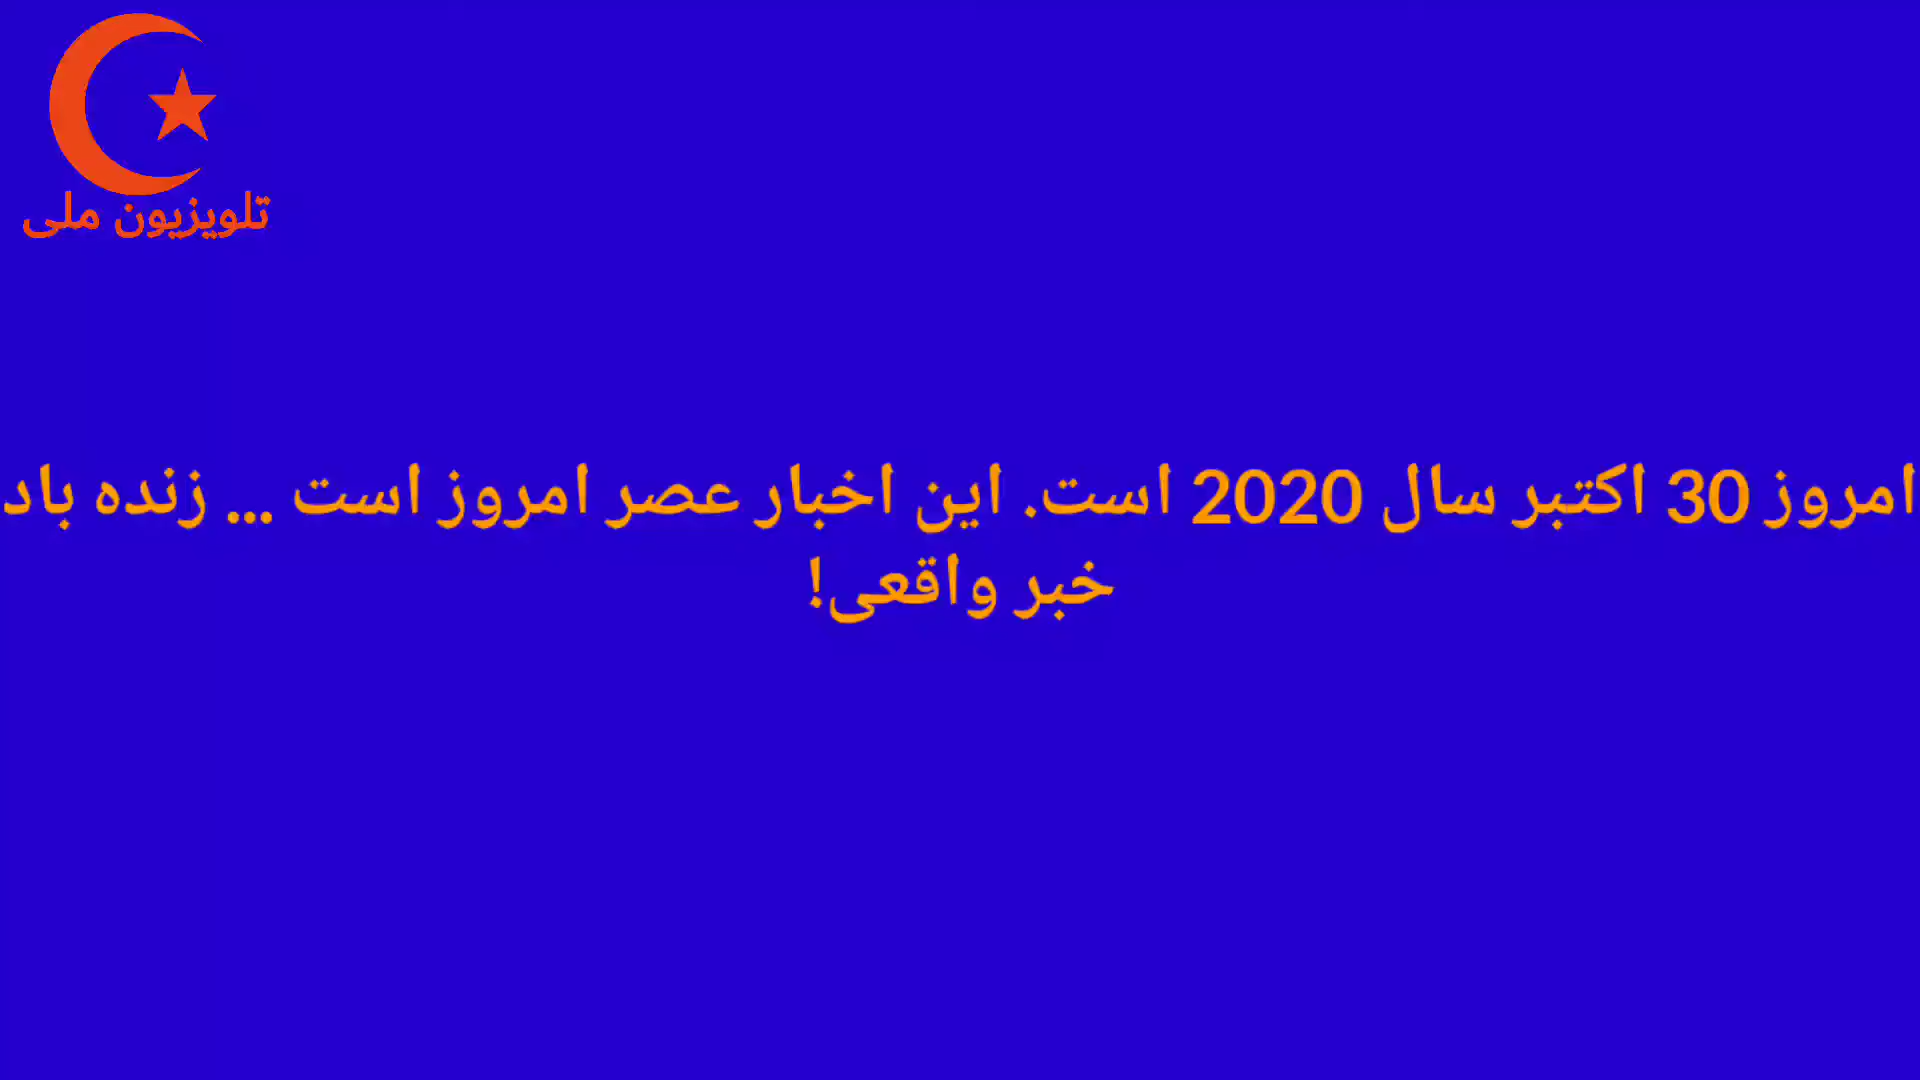 تلویزیون ملی
امروز 30 اکتبر سال 2020 است. این اخبار عصر امروز است ... زنده باد
خبر واقعی!